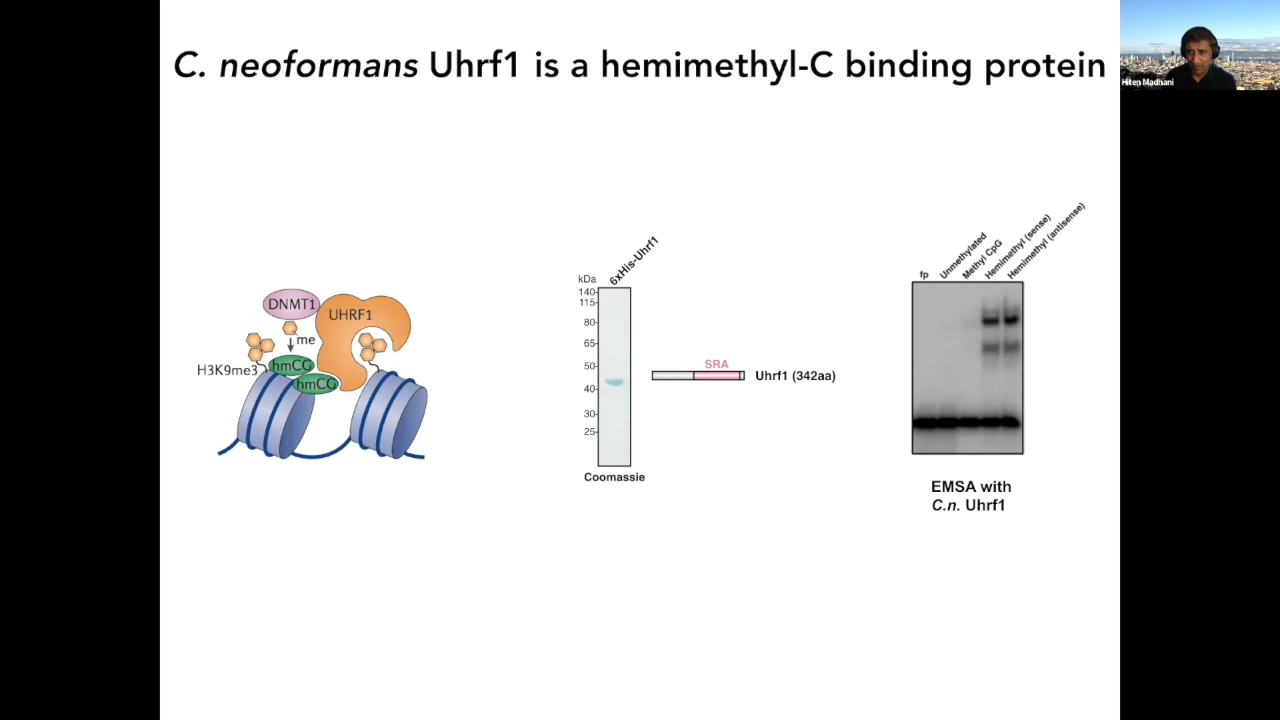 C. neoformans Uhrf1 is a hemimethyl-C binding protein
Hiten Madhani
DNMT1
UHRF1
me
hmCG
H3K9me3
hmCG
kDa
6xHis-Uhrf1
140
115
80
65
50
40
30
25
Coomassie
SRA
Uhrf1 (342aa)
fp
Unmethylated
Methyl CpG
Hemimethyl (sense)
Hemimethyl (antisense)
EMSA with
C.n. Uhrf1